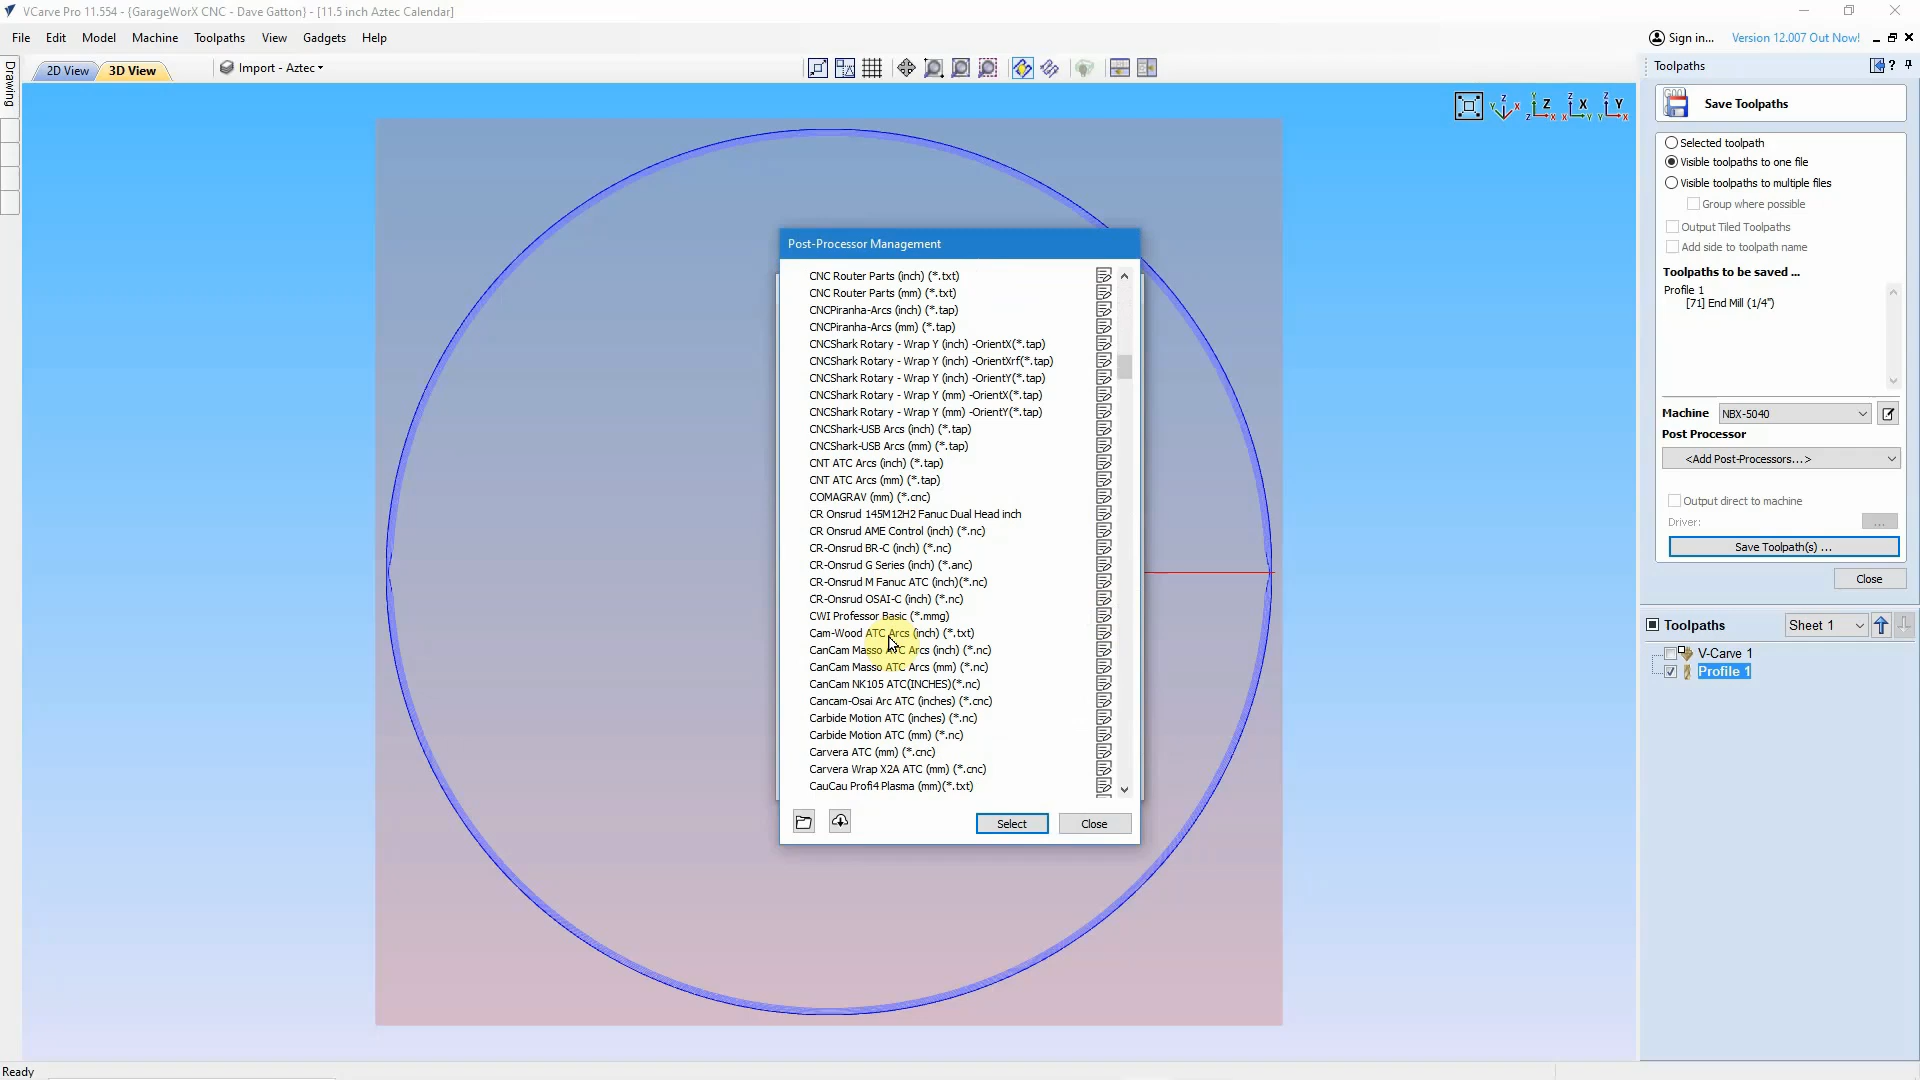 VCarve Pro 11.554 - {GarageWorX CNC - Dave Gatton} - [11.5 inch Aztec Calendar]
File Edit Model Machine Toolpaths View Gadgets Help
Sign in... Version 12.007 Out Now!
Drawing
2D View 3D View Import - Aztec
Post-Processor Management
CNC Router Parts (inch) (*.txt)
CNC Router Parts (mm) (*.txt)
CNCPiranha-Arcs (inch) (*.tap)
CNCPiranha-Arcs (mm) (*.tap)
CNCShark Rotary - Wrap Y (inch) -OrientX(*.tap)
CNCShark Rotary - Wrap Y (inch) -OrientXrf(*.tap)
CNCShark Rotary - Wrap Y (inch) -OrientY(*.tap)
CNCShark Rotary - Wrap Y (mm) -OrientX(*.tap)
CNCShark Rotary - Wrap Y (mm) -OrientY(*.tap)
CNCShark-USB Arcs (inch) (*.tap)
CNCShark-USB Arcs (mm) (*.tap)
CNT ATC Arcs (inch) (*.tap)
CNT ATC Arcs (mm) (*.tap)
COMAGRAV (mm) (*.cnc)
CR Onsrud 145M12H2 Fanuc Dual Head inch
CR Onsrud AME Control (inch) (*.nc)
CR-Onsrud BR-C (inch) (*.nc)
CR-Onsrud G Series (inch) (*.anc)
CR-Onsrud M Fanuc ATC (inch)(*.nc)
CR-Onsrud OSAI-C (inch) (*.nc)
CWI Professor Basic (*.mmg)
Cam-Wood ATC Arcs (inch) (*.txt)
CanCam Masso ATC Arcs (inch) (*.nc)
CanCam Masso ATC Arcs (mm) (*.nc)
CanCam NK105 ATC(INCHES)(*.nc)
Cancam-Osai Arc ATC (inches) (*.cnc)
Carbide Motion ATC (inches) (*.nc)
Carbide Motion ATC (mm) (*.nc)
Carvera ATC (mm) (*.cnc)
Carvera Wrap X2A ATC (mm) (*.cnc)
CauCau Profi4 Plasma (mm)(*.txt)
Select Close
Toolpaths
Save Toolpaths
Selected toolpath
Visible toolpaths to one file
Visible toolpaths to multiple files
Group where possible
Output Tiled Toolpaths
Add side to toolpath name
Toolpaths to be saved ...
Profile 1
[71] End Mill (1/4")
Machine NBX-5040
Post Processor
<Add Post-Processors...>
Output direct to machine
Driver: ...
Save Toolpath(s) ...
Close
Toolpaths Sheet 1
V-Carve 1
Profile 1
Ready